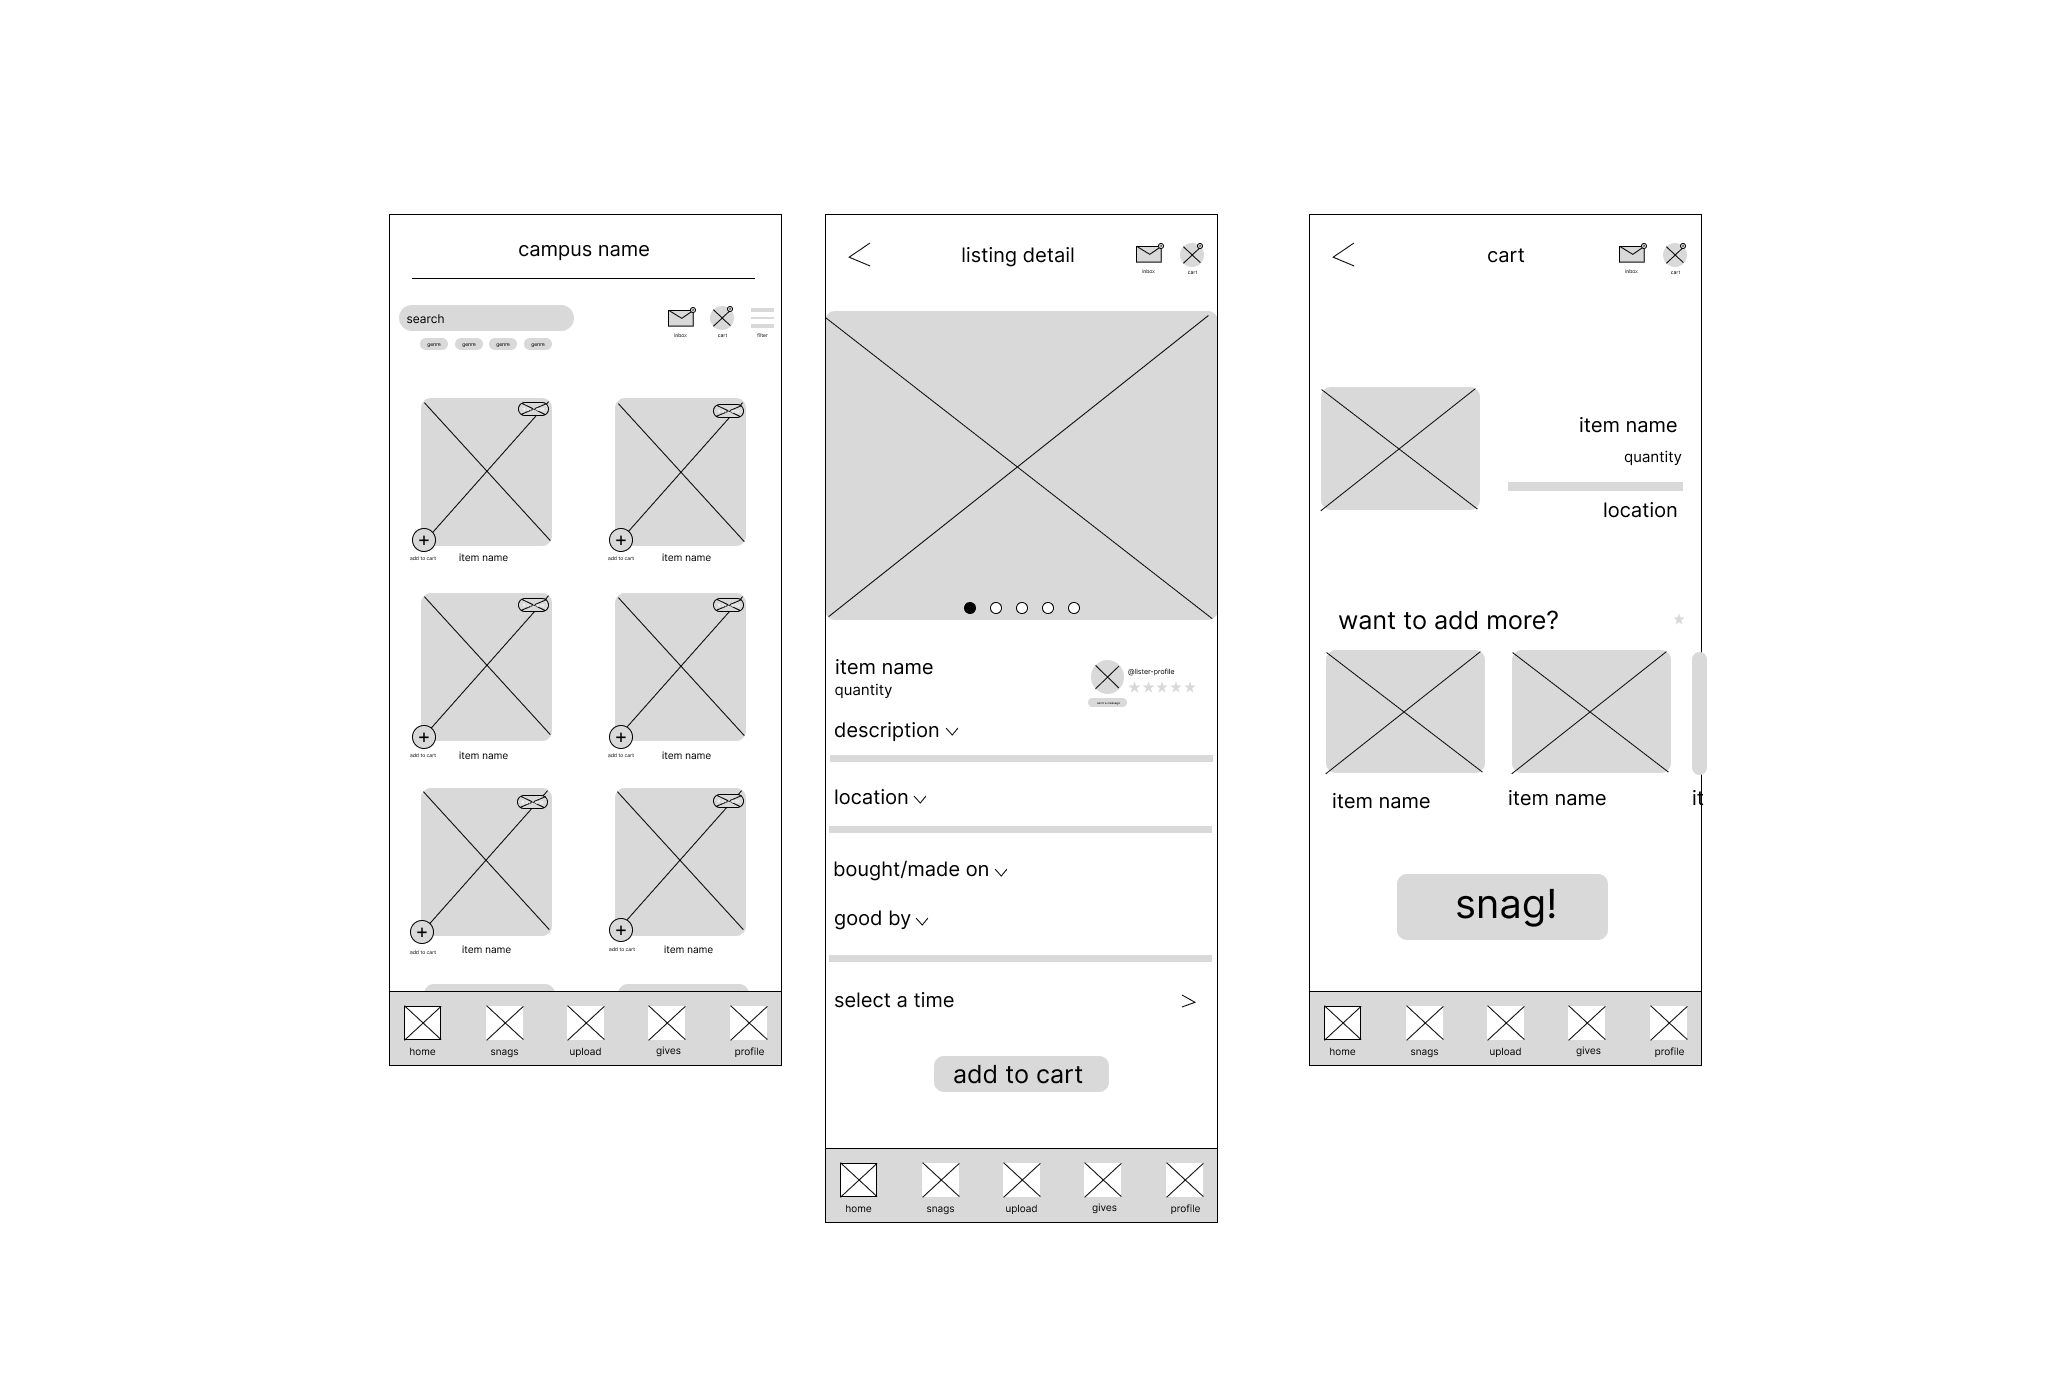 campus name
search
inbox
cart
filter
genre genre genre genre
+ +
add to cart item name add to cart item name
+ +
add to cart item name add to cart item name
+ +
add to cart item name add to cart item name
home snags upload gives profile
listing detail
inbox cart
item name
quantity
@lister-profile
send a message
description
location
bought/made on
good by
select a time
add to cart
home snags upload gives profile
cart
inbox cart
item name
quantity
location
want to add more?
item name item name it
snag!
home snags upload gives profile